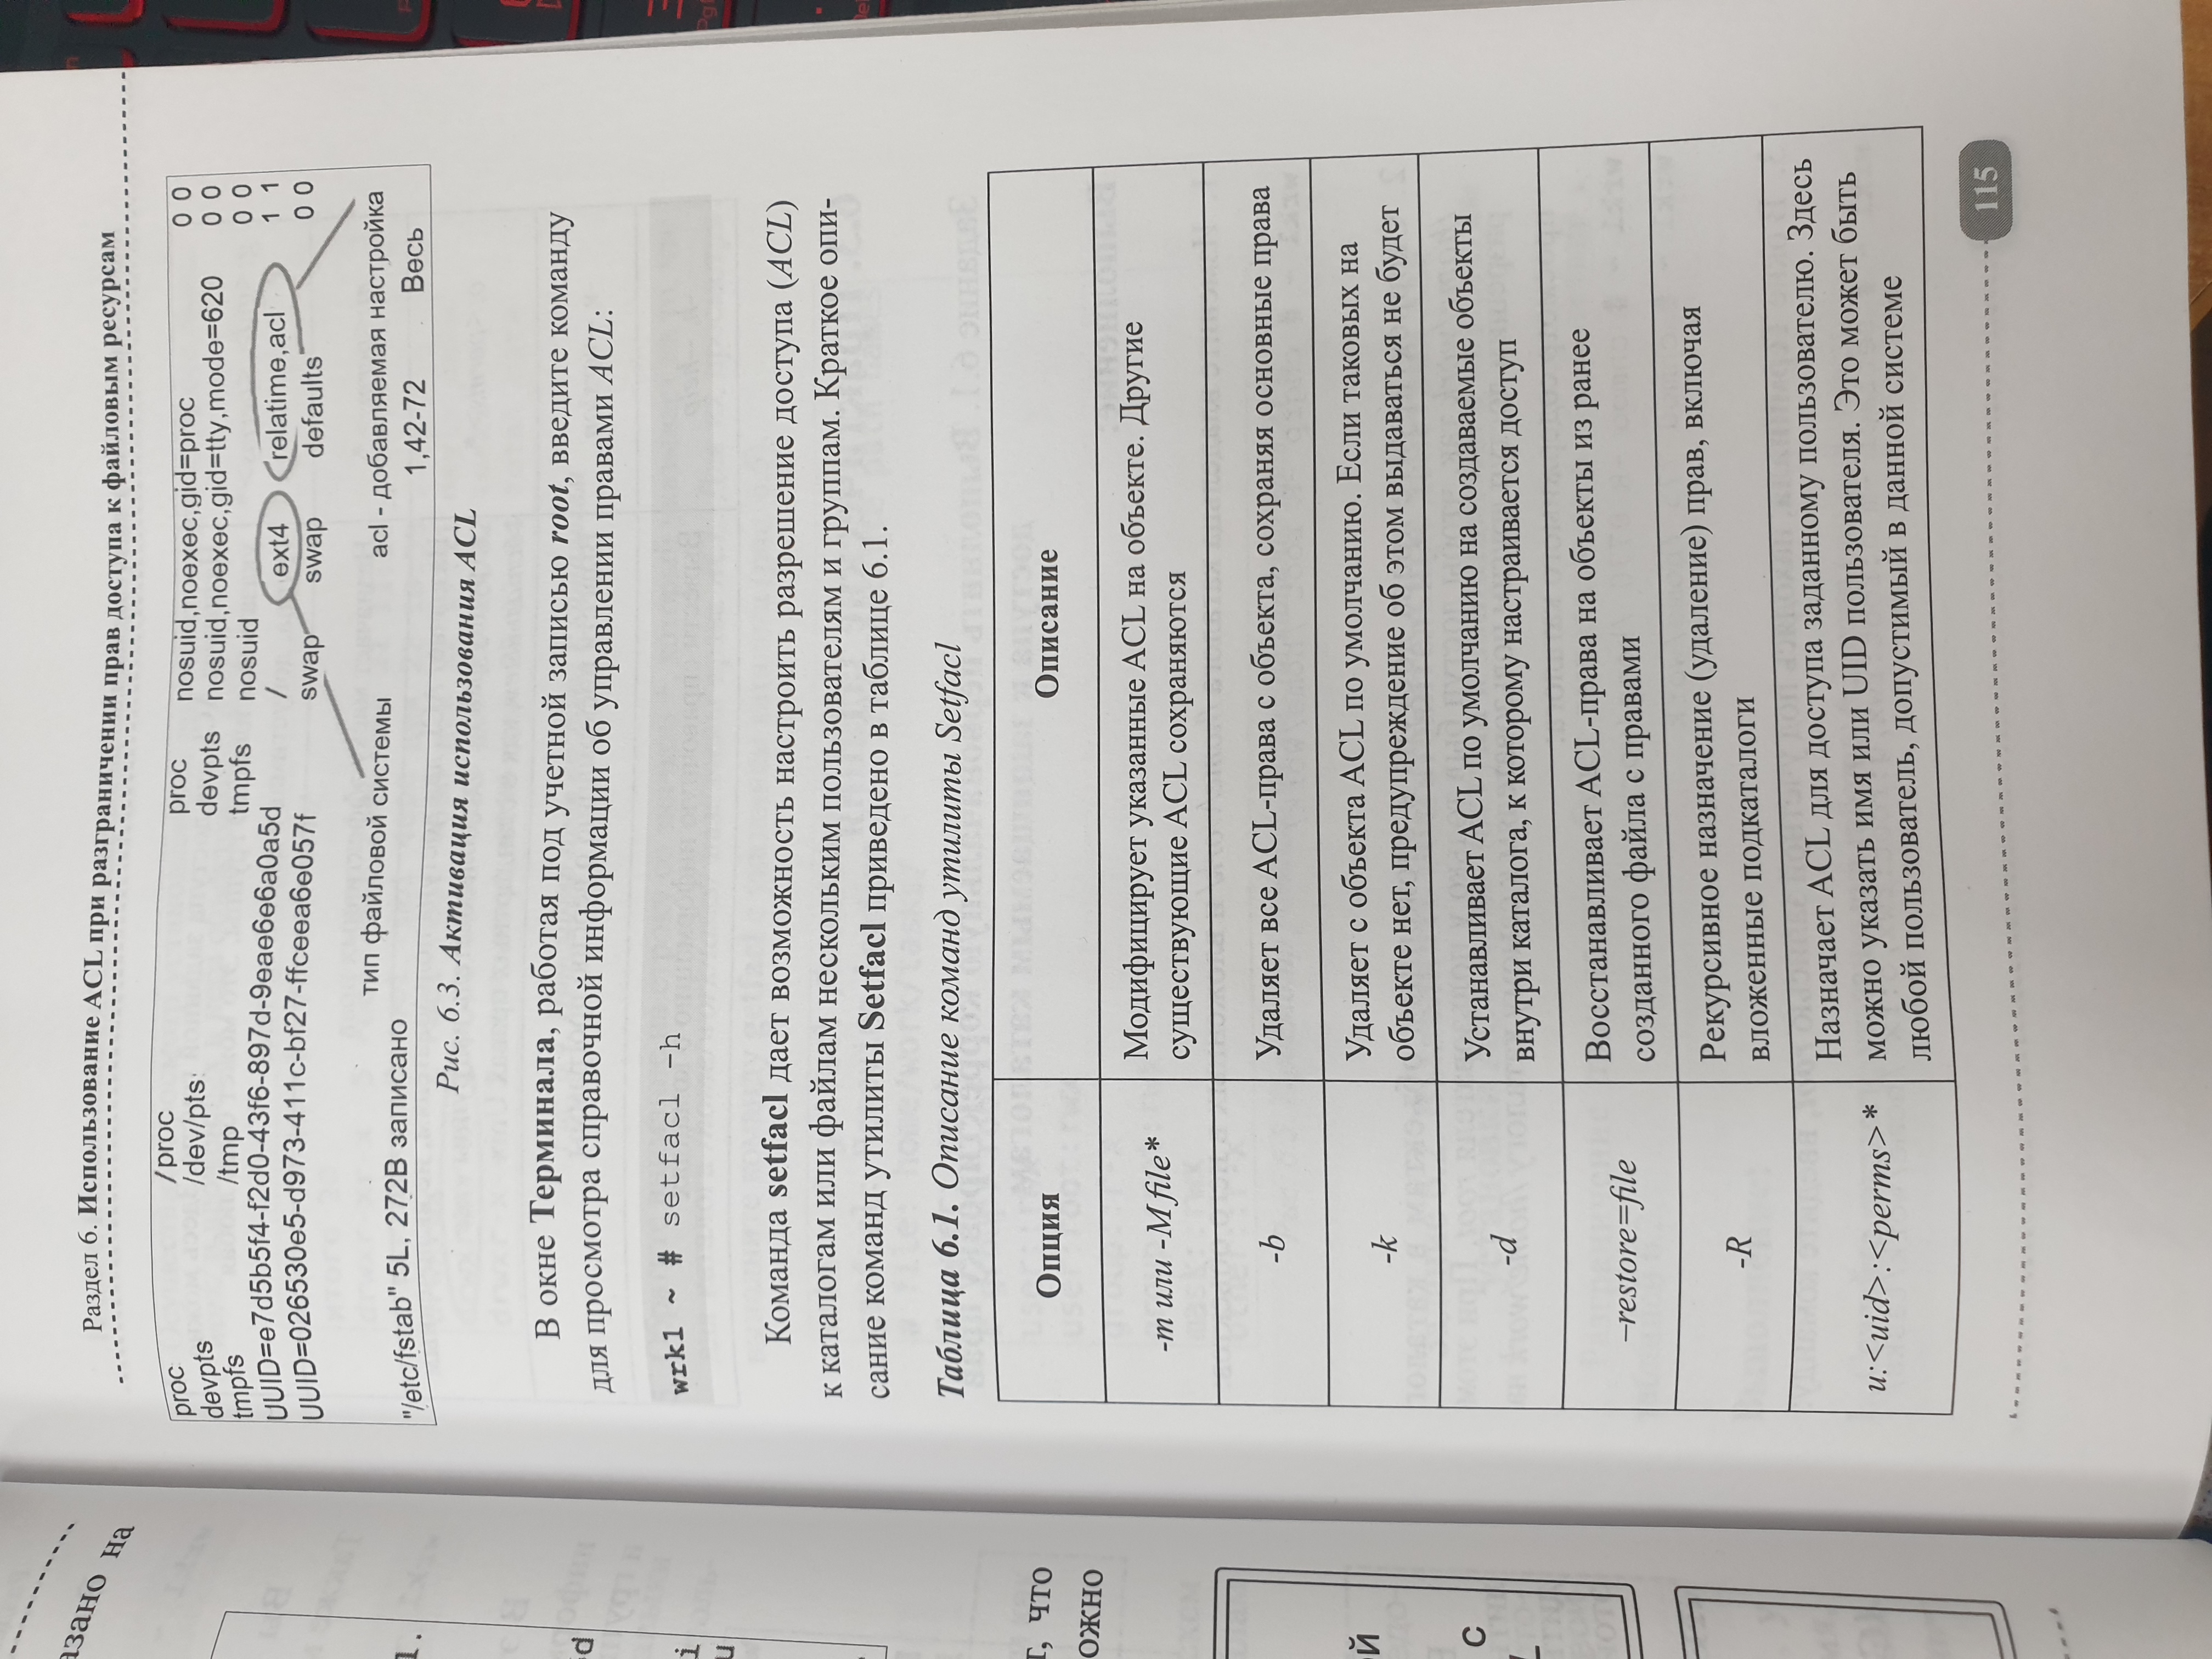 азано на
т, что
ожно
ой
с
Раздел 6. Использование ACL при разграничении прав доступа к файловым ресурсам
proc /proc proc nosuid,noexec,gid=proc 0 0
devpts /dev/pts devpts nosuid,noexec,gid=tty,mode=620 0 0
tmpfs /tmp tmpfs nosuid 0 0
UUID=e7d5b5f4-f2d0-43f6-897d-9eae6e6a0a5d / ext4 relatime,acl 1 1
UUID=026530e5-d973-411c-bf27-ffceea6e057f swap swap defaults 0 0
тип файловой системы acl - добавляемая настройка
"/etc/fstab" 5L, 272B записано 1,42-72 Весь
Рис. 6.3. Активация использования ACL
В окне Терминала, работая под учетной записью root, введите команду
для просмотра справочной информации об управлении правами ACL:
wrk1 ~ # setfacl -h
Команда setfacl дает возможность настроить разрешение доступа (ACL)
к каталогам или файлам нескольким пользователям и группам. Краткое опи-
сание команд утилиты Setfacl приведено в таблице 6.1.
Таблица 6.1. Описание команд утилиты Setfacl
Опция Описание
-m или -M file* Модифицирует указанные ACL на объекте. Другие
существующие ACL сохраняются
-b Удаляет все ACL-права с объекта, сохраняя основные права
-k Удаляет с объекта ACL по умолчанию. Если таковых на
объекте нет, предупреждение об этом выдаваться не будет
-d Устанавливает ACL по умолчанию на создаваемые объекты
внутри каталога, к которому настраивается доступ
–restore=file Восстанавливает ACL-права на объекты из ранее
созданного файла с правами
-R Рекурсивное назначение (удаление) прав, включая
вложенные подкаталоги
u:<uid>:<perms>* Назначает ACL для доступа заданному пользователю. Здесь
можно указать имя или UID пользователя. Это может быть
любой пользователь, допустимый в данной системе
115